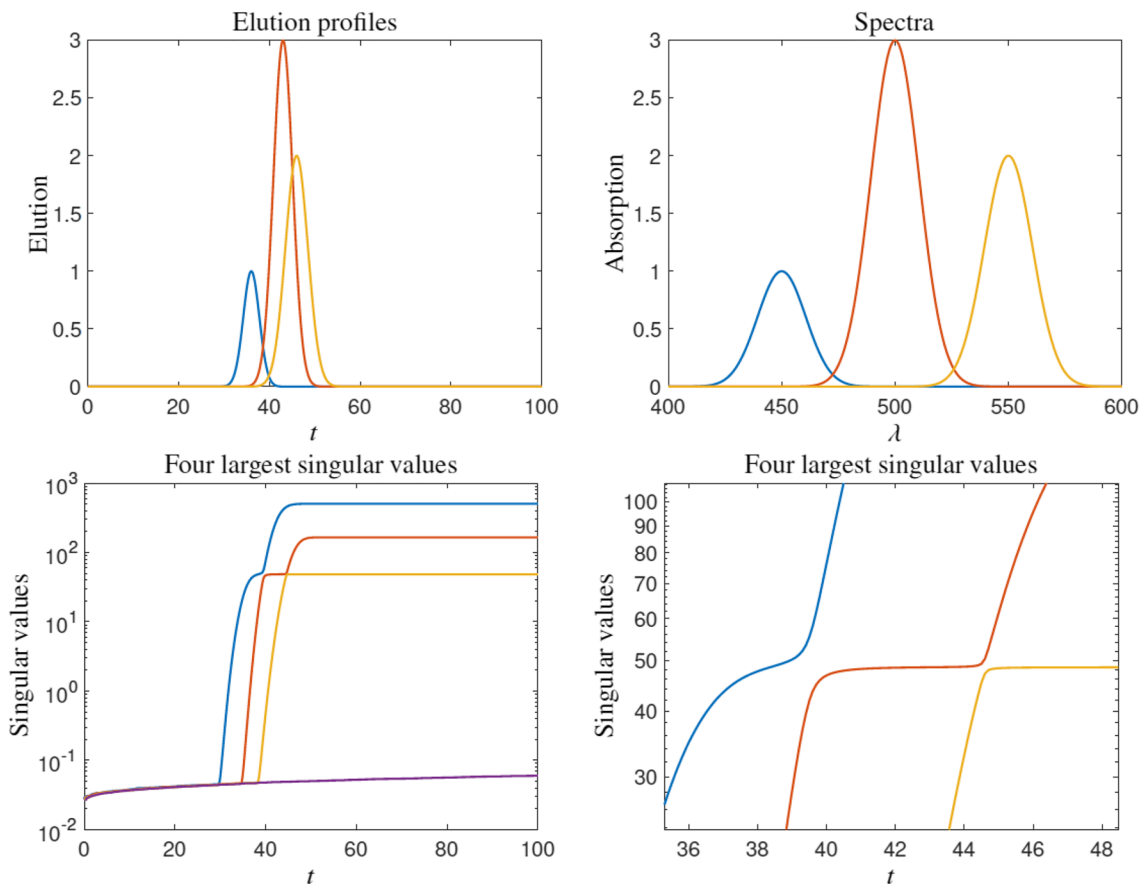 Elution profiles
3
2.5
2
1.5
1
0.5
0
Elution
0 20 40 60 80 100
t
Spectra
3
2.5
2
1.5
1
0.5
0
Absorption
400 450 500 550 600
λ
Four largest singular values
10³
10²
10¹
10⁰
10⁻¹
10⁻²
Singular values
0 20 40 60 80 100
t
Four largest singular values
100
90
80
70
60
50
40
30
Singular values
36 38 40 42 44 46 48
t